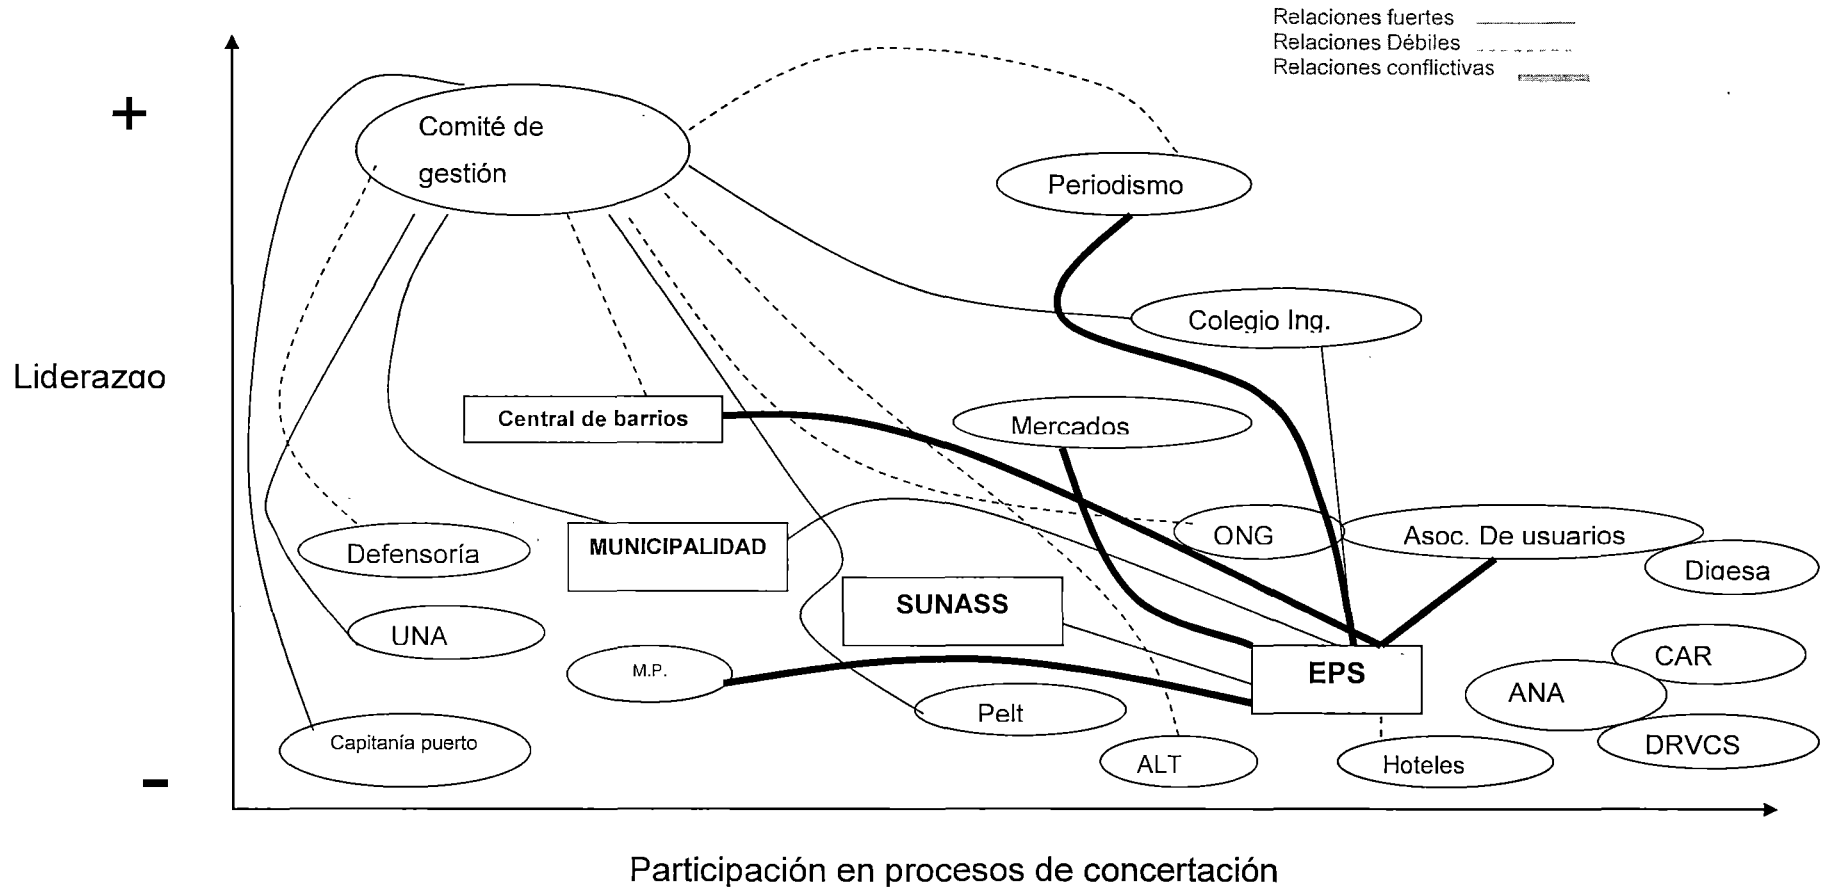 Relaciones fuertes
Relaciones Débiles
Relaciones conflictivas
+
Comité de
gestión
Periodismo
Colegio Ing.
Liderazgo
Central de barrios
Mercados
ONG
Asoc. De usuarios
Defensoría
MUNICIPALIDAD
Digesa
SUNASS
UNA
M.P.
EPS
CAR
ANA
Pelt
Capitanía puerto
DRVCS
ALT
Hoteles
-
Participación en procesos de concertación